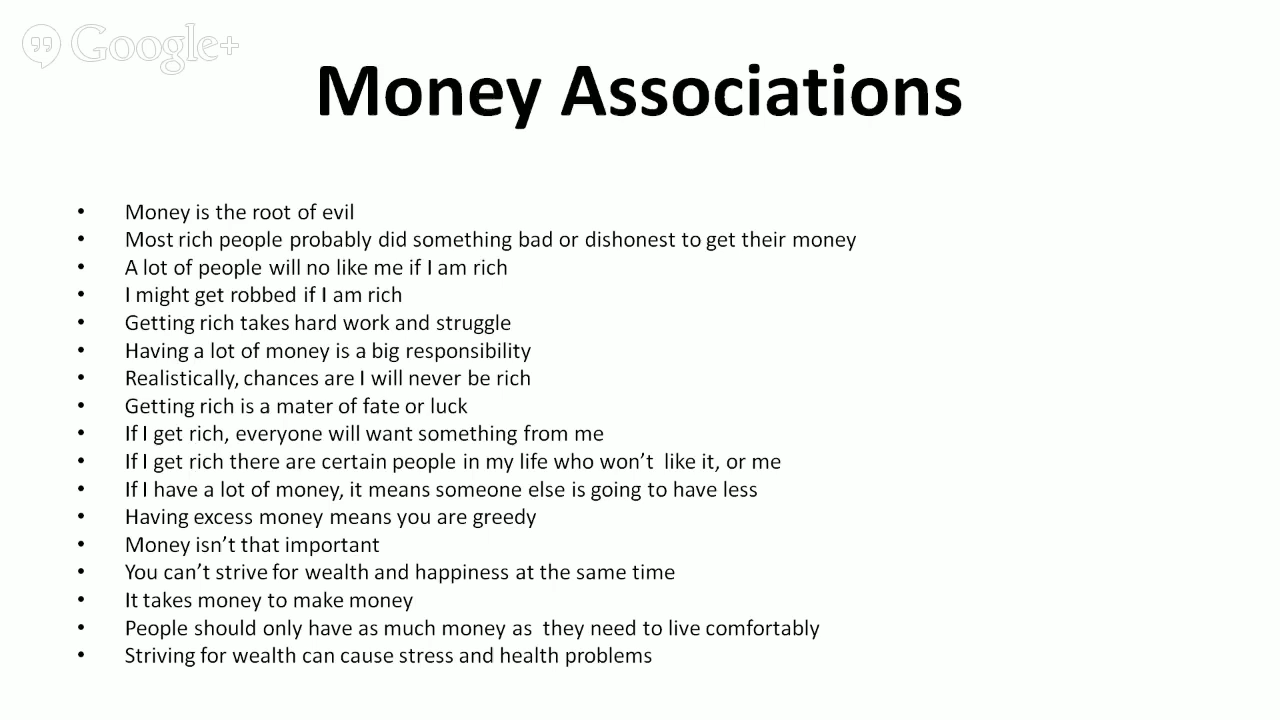 Google+
Money Associations
• Money is the root of evil
• Most rich people probably did something bad or dishonest to get their money
• A lot of people will no like me if I am rich
• I might get robbed if I am rich
• Getting rich takes hard work and struggle
• Having a lot of money is a big responsibility
• Realistically, chances are I will never be rich
• Getting rich is a mater of fate or luck
• If I get rich, everyone will want something from me
• If I get rich there are certain people in my life who won’t  like it, or me
• If I have a lot of money, it means someone else is going to have less
• Having excess money means you are greedy
• Money isn’t that important
• You can’t strive for wealth and happiness at the same time
• It takes money to make money
• People should only have as much money as  they need to live comfortably
• Striving for wealth can cause stress and health problems